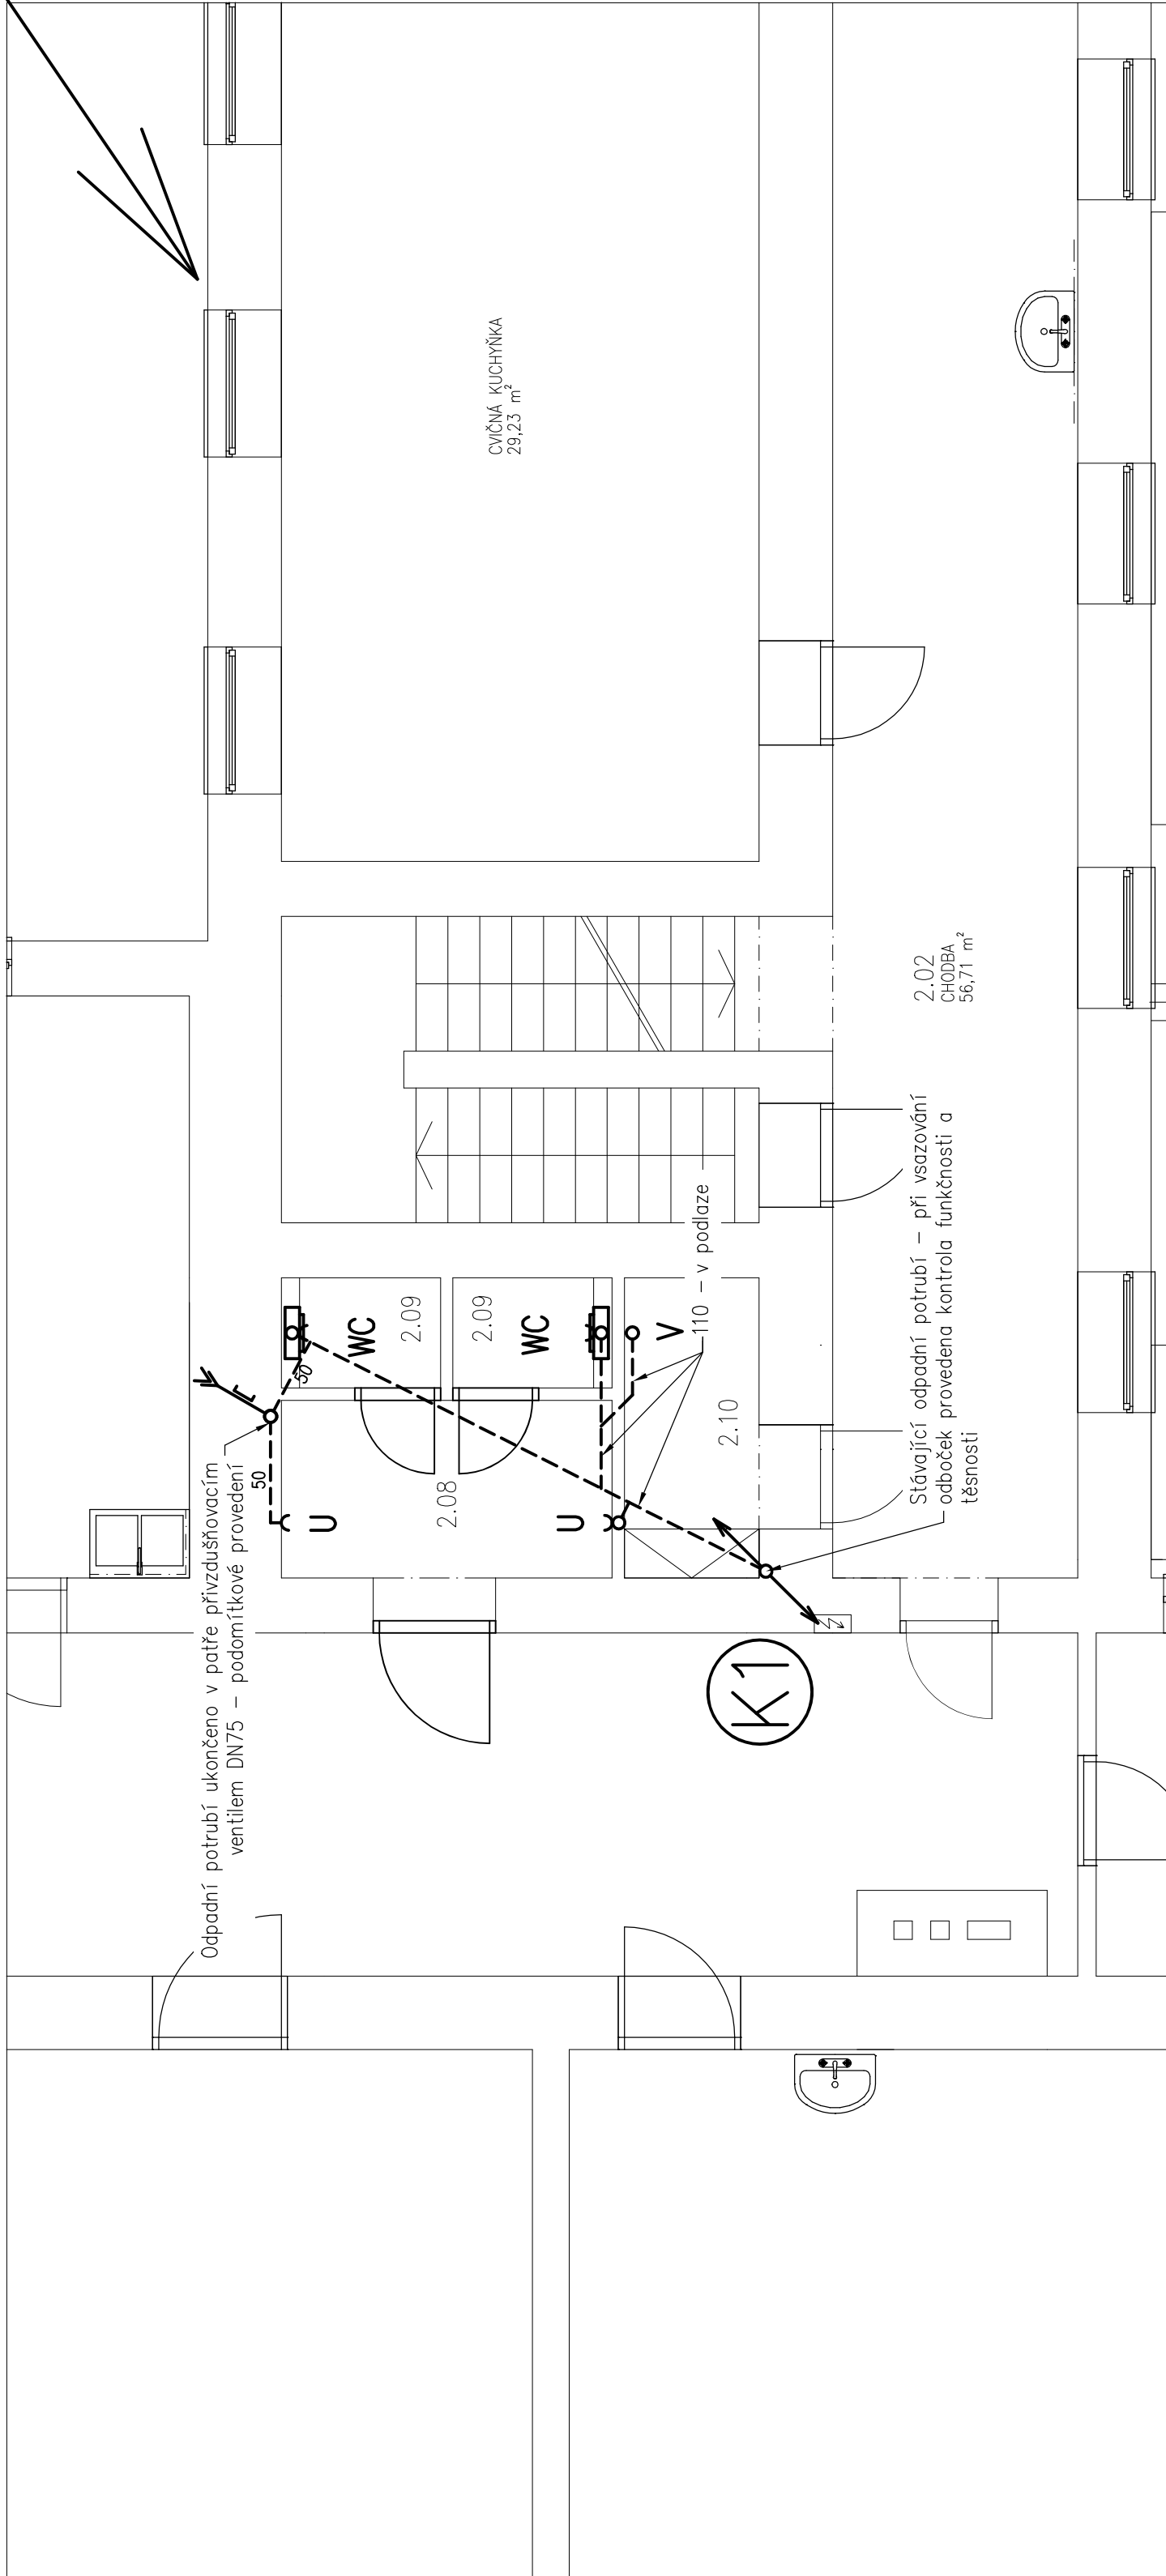 Odpadní potrubí ukončeno v patře přivzdušňovacím
ventilem DN75 – podomítkové provedení
50
50
U
WC
2.09
2.09
WC
2.08
U
V
110 – v podlaze
2.10
K1
CVIČNÁ KUCHYŇKA
29,23 m²
2.02
CHODBA
56,71 m²
Stávající odpadní potrubí – při vsazování
odboček provedena kontrola funkčnosti a
těsnosti